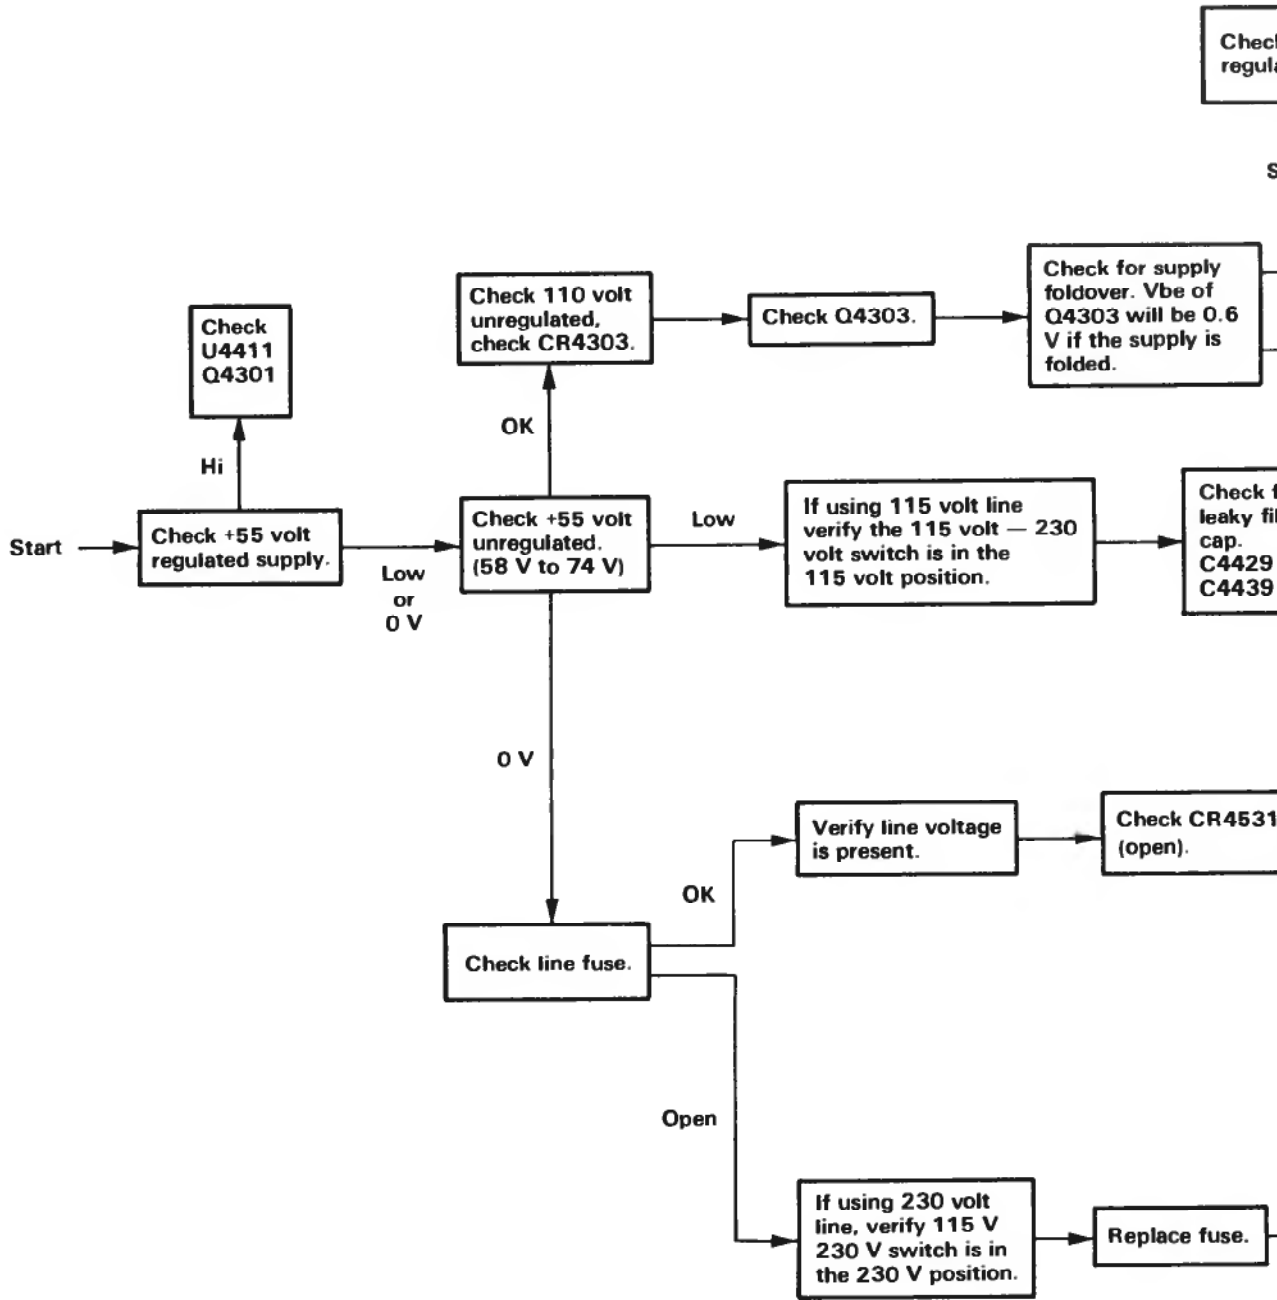 Check
S
Check
U4411
Q4301
Hi
Start
Check +55 volt
regulated supply.
Low
or
0 V
Check 110 volt
unregulated,
check CR4303.
OK
Check +55 volt
unregulated.
(58 V to 74 V)
Check Q4303.
Check for supply
foldover. Vbe of
Q4303 will be 0.6
V if the supply is
folded.
Low
If using 115 volt line
verify the 115 volt — 230
volt switch is in the
115 volt position.
Check
leaky
cap.
C4429
C4439
0 V
Check line fuse.
OK
Verify line voltage
is present.
Check CR4531
(open).
Open
If using 230 volt
line, verify 115 V
230 V switch is in
the 230 V position.
Replace fuse.